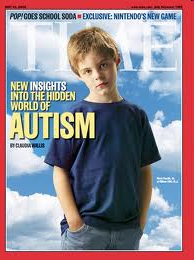 POP! GOES SCHOOL SODA ■ EXCLUSIVE: NINTENDO'S NEW GAME
TIME
NEW INSIGHTS
INTO THE HIDDEN
WORLD OF
AUTISM
BY CLAUDIA WALLIS